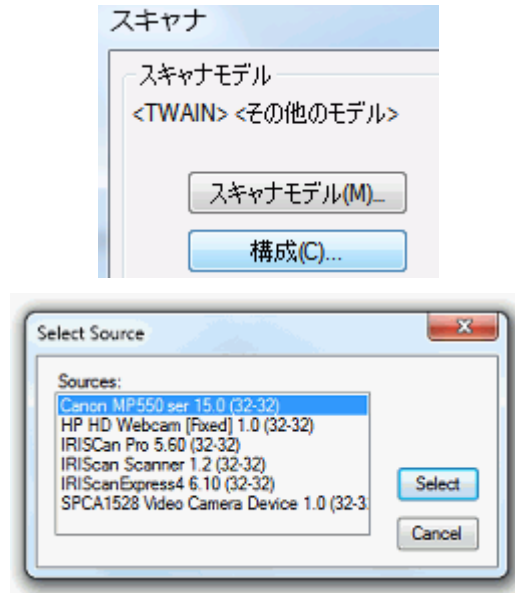 スキャナ
スキャナモデル
<TWAIN> <その他のモデル>
スキャナモデル(M)...
構成(C)...
Select Source
Sources:
Canon MP550 ser 15.0 (32-32)
HP HD Webcam [Fixed] 1.0 (32-32)
IRISCan Pro 5.60 (32-32)
IRIScan Scanner 1.2 (32-32)
IRIScanExpress4 6.10 (32-32)
SPCA1528 Video Camera Device 1.0 (32-3
Select
Cancel